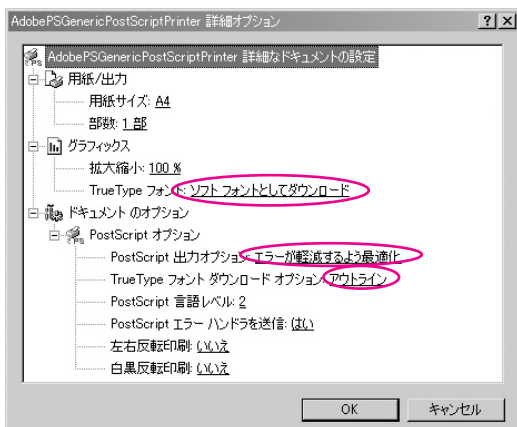 AdobePSGenericPostScriptPrinter 詳細オプション
AdobePSGenericPostScriptPrinter 詳細なドキュメントの設定
用紙/出力
用紙サイズ: A4
部数: 1 部
グラフィックス
拡大縮小: 100 %
TrueType フォント: ソフト フォントとしてダウンロード
ドキュメント のオプション
PostScript オプション
PostScript 出力オプション: エラーが軽減するよう最適化
TrueType フォント ダウンロード オプション: アウトライン
PostScript 言語レベル: 2
PostScript エラー ハンドラを送信: はい
左右反転印刷: いいえ
白黒反転印刷: いいえ
OK キャンセル